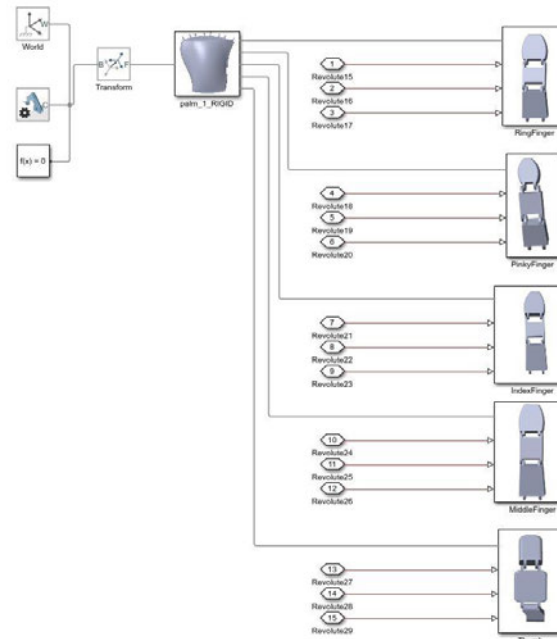 World
W
C
f(x) = 0
B
F
Transform
palm_1_RIGID
1
Revolute15
2
Revolute16
3
Revolute17
RingFinger
4
Revolute18
5
Revolute19
6
Revolute20
PinkyFinger
7
Revolute21
8
Revolute22
9
Revolute23
IndexFinger
10
Revolute24
11
Revolute25
12
Revolute26
MiddleFinger
13
Revolute27
14
Revolute28
15
Revolute29